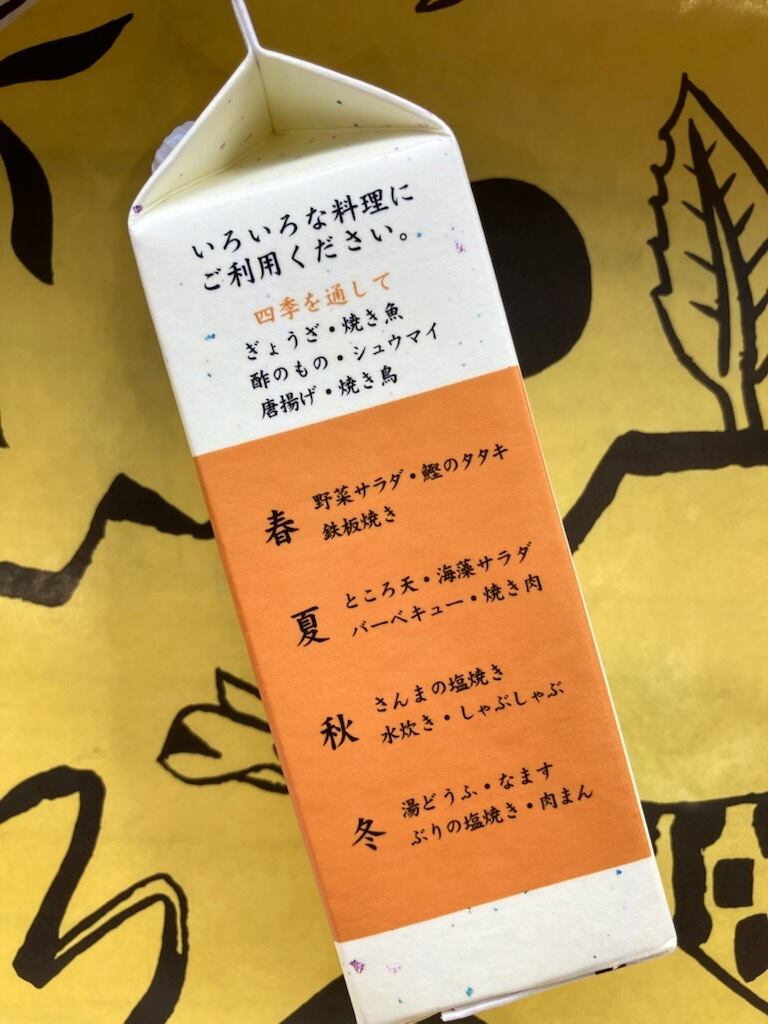 いろいろな料理に
ご利用ください。
四季を通して
ぎょうざ・焼き魚
酢のもの・シュウマイ
唐揚げ・焼き鳥
春
野菜サラダ・鰹のタタキ
鉄板焼き
夏
ところ天・海藻サラダ
バーベキュー・焼き肉
秋
さんまの塩焼き
水炊き・しゃぶしゃぶ
冬
湯どうふ・なます
ぶりの塩焼き・肉まん